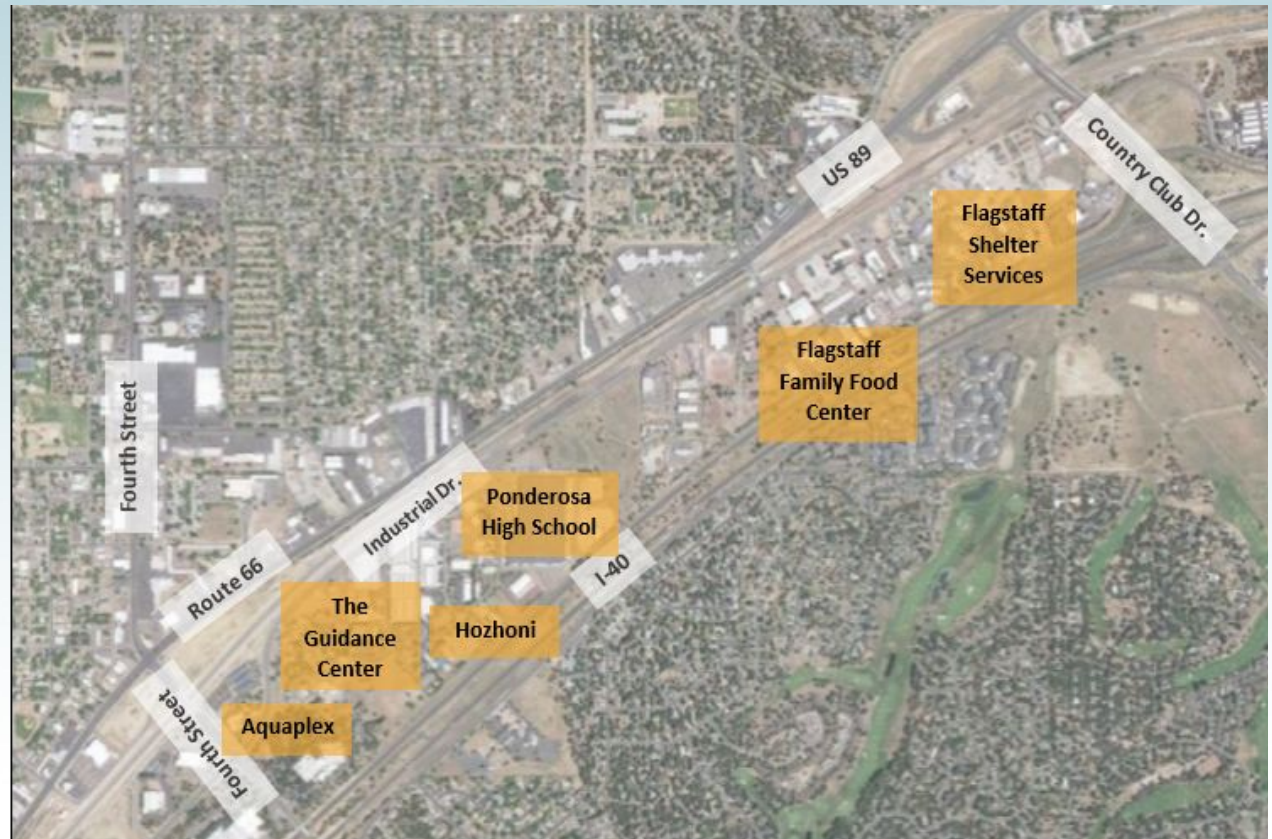 US 89
Country Club Dr.
Flagstaff
Shelter
Services
Flagstaff
Family Food
Center
Fourth Street
Industrial Dr.
Ponderosa
High School
Route 66
I-40
The
Guidance
Center
Hozhoni
Fourth Street
Aquaplex